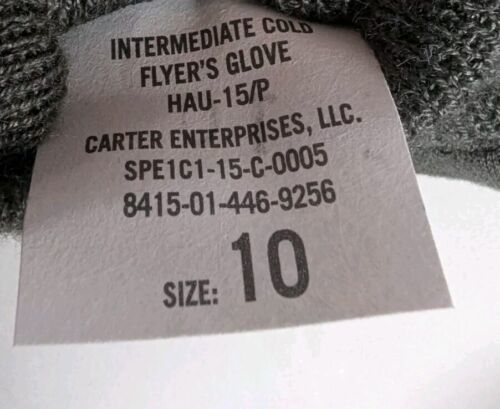 INTERMEDIATE COLD
FLYER'S GLOVE
HAU-15/P
CARTER ENTERPRISES, LLC.
SPE1C1-15-C-0005
8415-01-446-9256
SIZE: 10